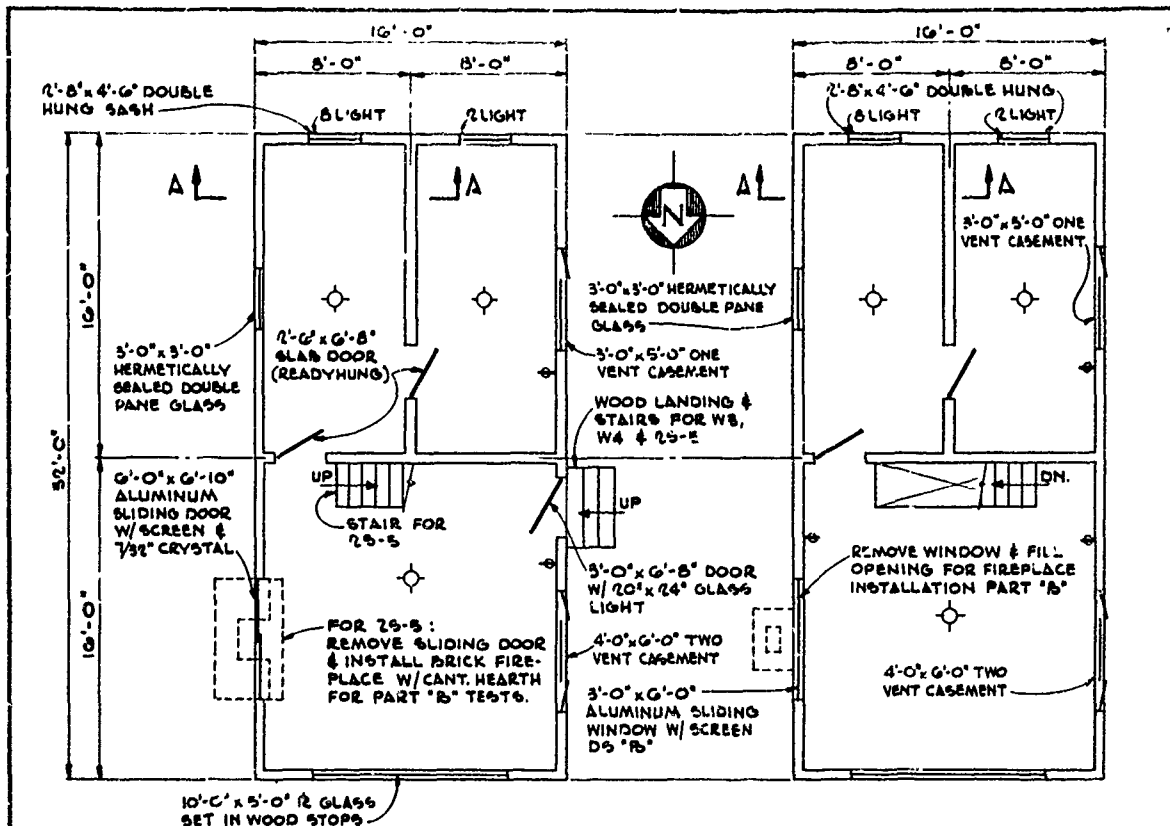 16'-0"
8'-0" 8'-0"
16'-0"
8'-0" 8'-0"
2'-8" x 4'-6" DOUBLE
HUNG SASH
8 LIGHT
2 LIGHT
2'-8" x 4'-6" DOUBLE HUNG
8 LIGHT
2 LIGHT
A
A
N
A
A
3'-0" x 5'-0" ONE
VENT CASEMENT
16'-0"
32'-0"
16'-0"
3'-0" x 3'-0"
HERMETICALLY
SEALED DOUBLE
PANE GLASS
2'-6" x 6'-8"
SLAB DOOR
(READYHUNG)
3'-0" x 3'-0" HERMETICALLY
SEALED DOUBLE PANE
GLASS
3'-0" x 5'-0" ONE
VENT CASEMENT
WOOD LANDING &
STAIRS FOR W3,
W4 & 2S-E
6'-0" x 6'-10"
ALUMINUM
SLIDING DOOR
W/ SCREEN &
7/32" CRYSTAL
UP
STAIR FOR
2S-S
UP
DN.
3'-0" x 6'-8" DOOR
W/ 20" x 24" GLASS
LIGHT
REMOVE WINDOW & FILL
OPENING FOR FIREPLACE
INSTALLATION PART "B"
FOR 2S-S:
REMOVE SLIDING DOOR
& INSTALL BRICK FIRE-
PLACE W/ CANT. HEARTH
FOR PART "B" TESTS.
4'-0" x 6'-0" TWO
VENT CASEMENT
3'-0" x 6'-0"
ALUMINUM SLIDING
WINDOW W/ SCREEN
DS "B"
4'-0" x 6'-0" TWO
VENT CASEMENT
10'-0" x 5'-0" GLASS
SET IN WOOD STOPS